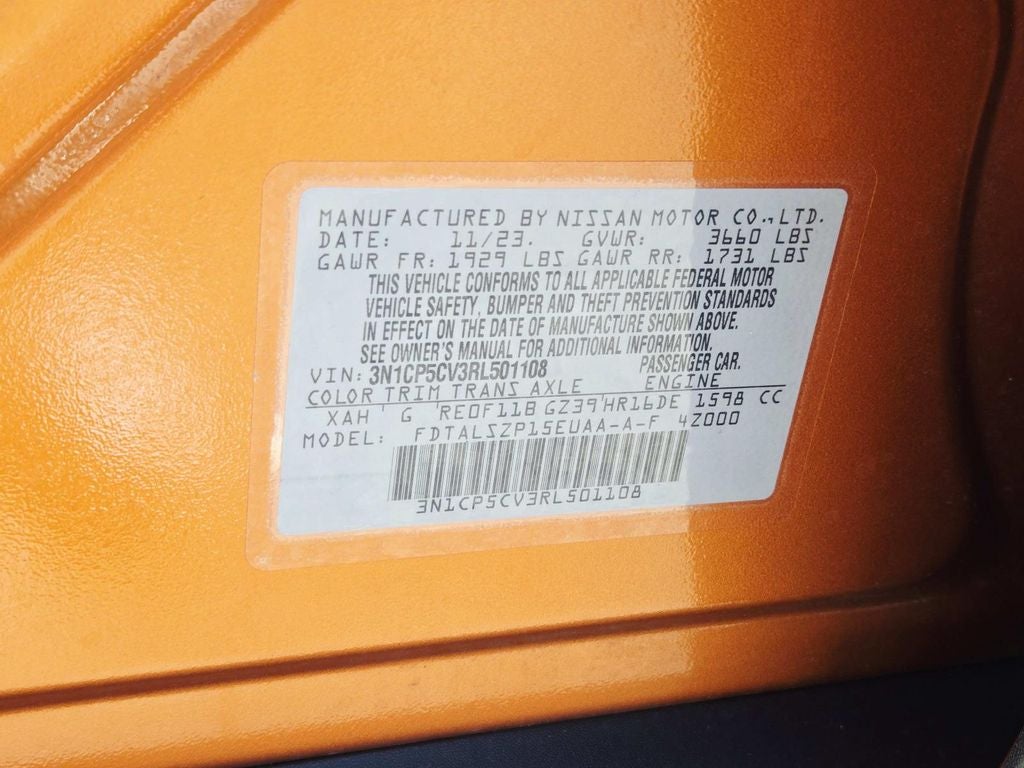 MANUFACTURED BY NISSAN MOTOR CO.,LTD.
DATE: 11/23. GVWR: 3660 LBS
GAWR FR: 1929 LBS GAWR RR: 1731 LBS
THIS VEHICLE CONFORMS TO ALL APPLICABLE FEDERAL MOTOR
VEHICLE SAFETY, BUMPER AND THEFT PREVENTION STANDARDS
IN EFFECT ON THE DATE OF MANUFACTURE SHOWN ABOVE.
SEE OWNER'S MANUAL FOR ADDITIONAL INFORMATION.
VIN: 3N1CP5CV3RL501108 PASSENGER CAR.
COLOR TRIM TRANS AXLE ENGINE
XAH ' G 'RE0F11B GZ39'HR16DE 1598 CC
MODEL: FDTALSZP15EUAA-A-F 4Z000
3N1CP5CV3RL501108